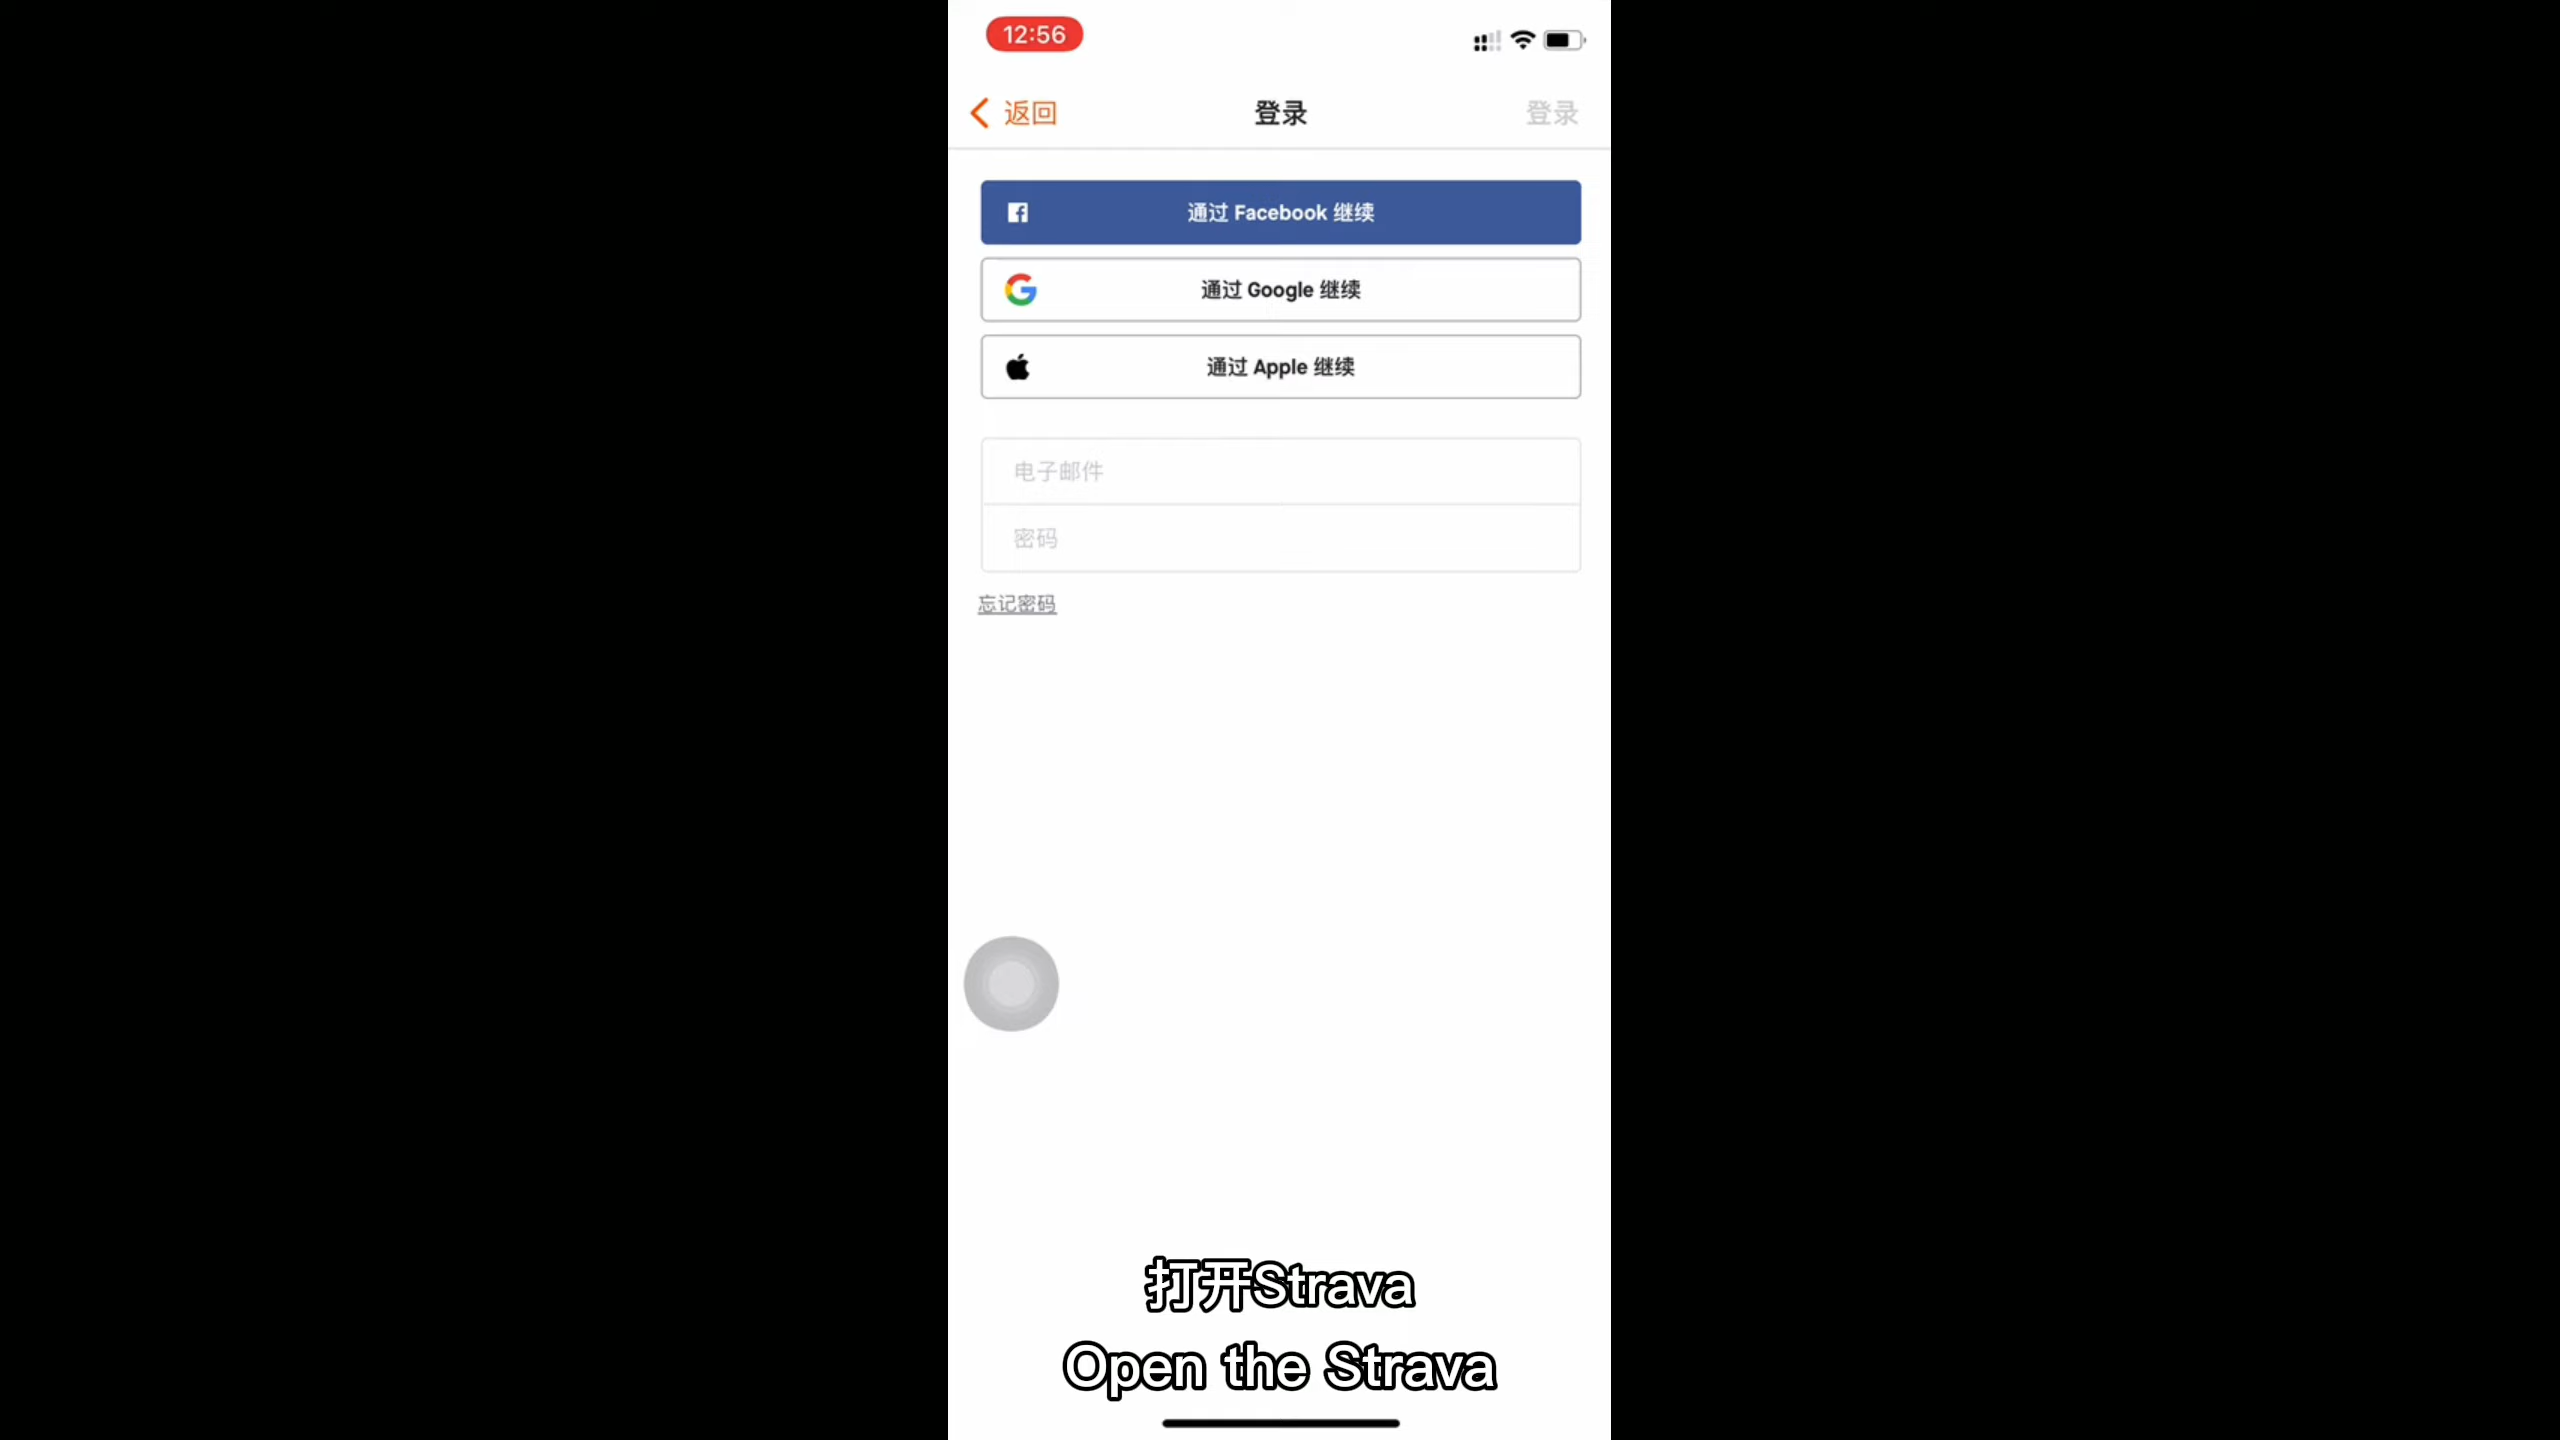 12:56
返回 登录 登录
通过 Facebook 继续
通过 Google 继续
通过 Apple 继续
电子邮件
密码
忘记密码
打开Strava
Open the Strava